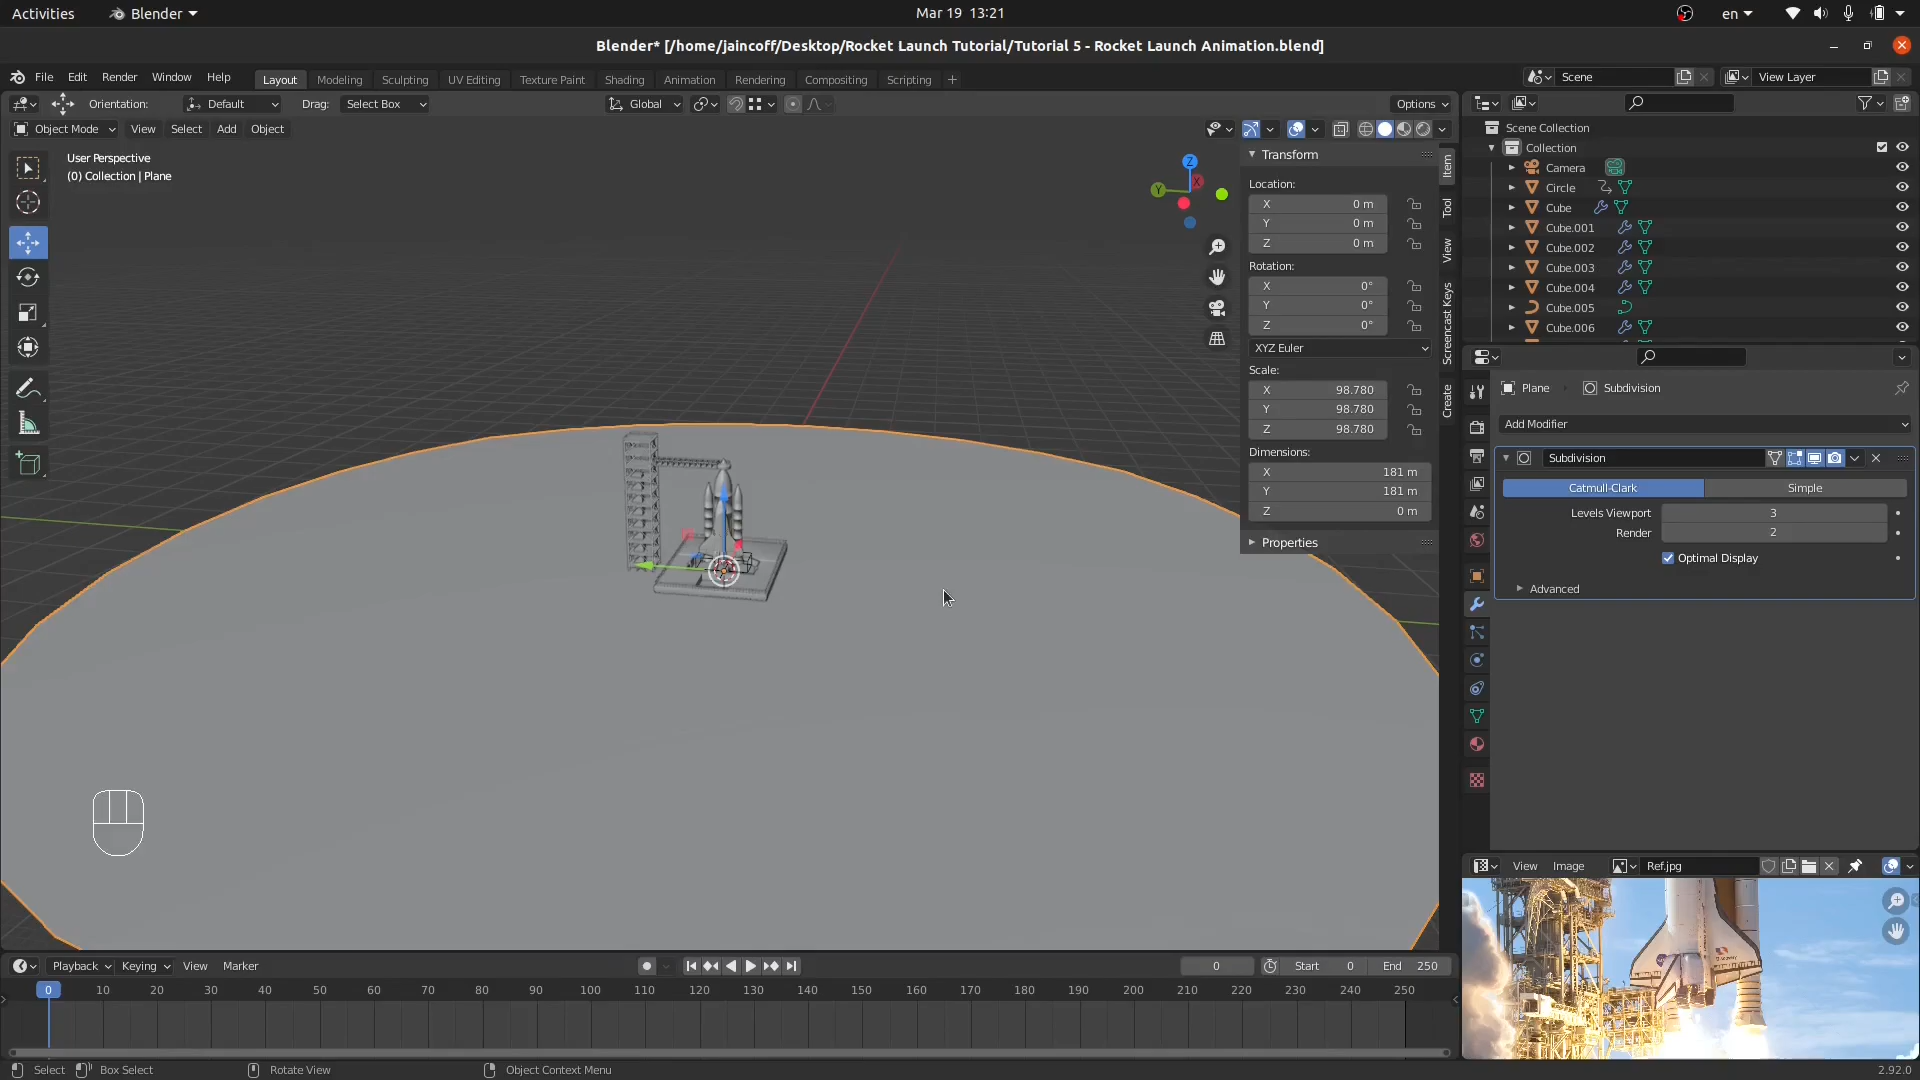 Activities Blender Mar 19 13:21 en
Blender* [/home/jaincoff/Desktop/Rocket Launch Tutorial/Tutorial 5 - Rocket Launch Animation.blend]
File Edit Render Window Help Layout Modeling Sculpting UV Editing Texture Paint Shading Animation Rendering Compositing Scripting + Scene View Layer
Orientation: Default Drag: Select Box Global Options
Object Mode View Select Add Object
User Perspective
(0) Collection | Plane
Z
Y
X
Transform
Location:
X 0 m
Y 0 m
Z 0 m
Rotation:
X 0°
Y 0°
Z 0°
XYZ Euler
Scale:
X 98.780
Y 98.780
Z 98.780
Dimensions:
X 181 m
Y 181 m
Z 0 m
Properties
Item
Tool
View
Screencast Keys
Create
Scene Collection
Collection
Camera
Circle
Cube
Cube.001
Cube.002
Cube.003
Cube.004
Cube.005
Cube.006
Plane Subdivision
Add Modifier
Subdivision
Catmull-Clark Simple
Levels Viewport 3
Render 2
Optimal Display
Advanced
View Image Ref.jpg
Playback Keying View Marker 0 Start 0 End 250
0 10 20 30 40 50 60 70 80 90 100 110 120 130 140 150 160 170 180 190 200 210 220 230 240 250
Select Box Select Rotate View Object Context Menu 2.92.0